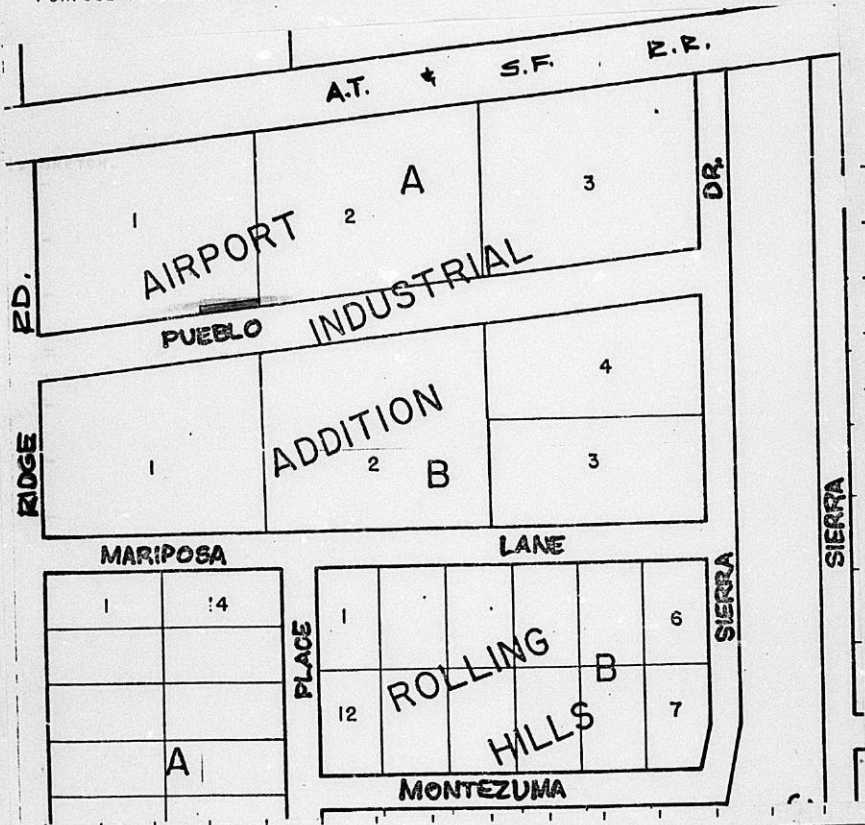 A.T. & S.F. R.R.
A
1
2
3
DR.
AIRPORT
INDUSTRIAL
RD.
PUEBLO
4
ADDITION
1
2
B
3
RIDGE
SIERRA
MARIPOSA
LANE
1
14
1
6
SIERRA
PLACE
ROLLING
B
12
7
HILLS
A
MONTEZUMA